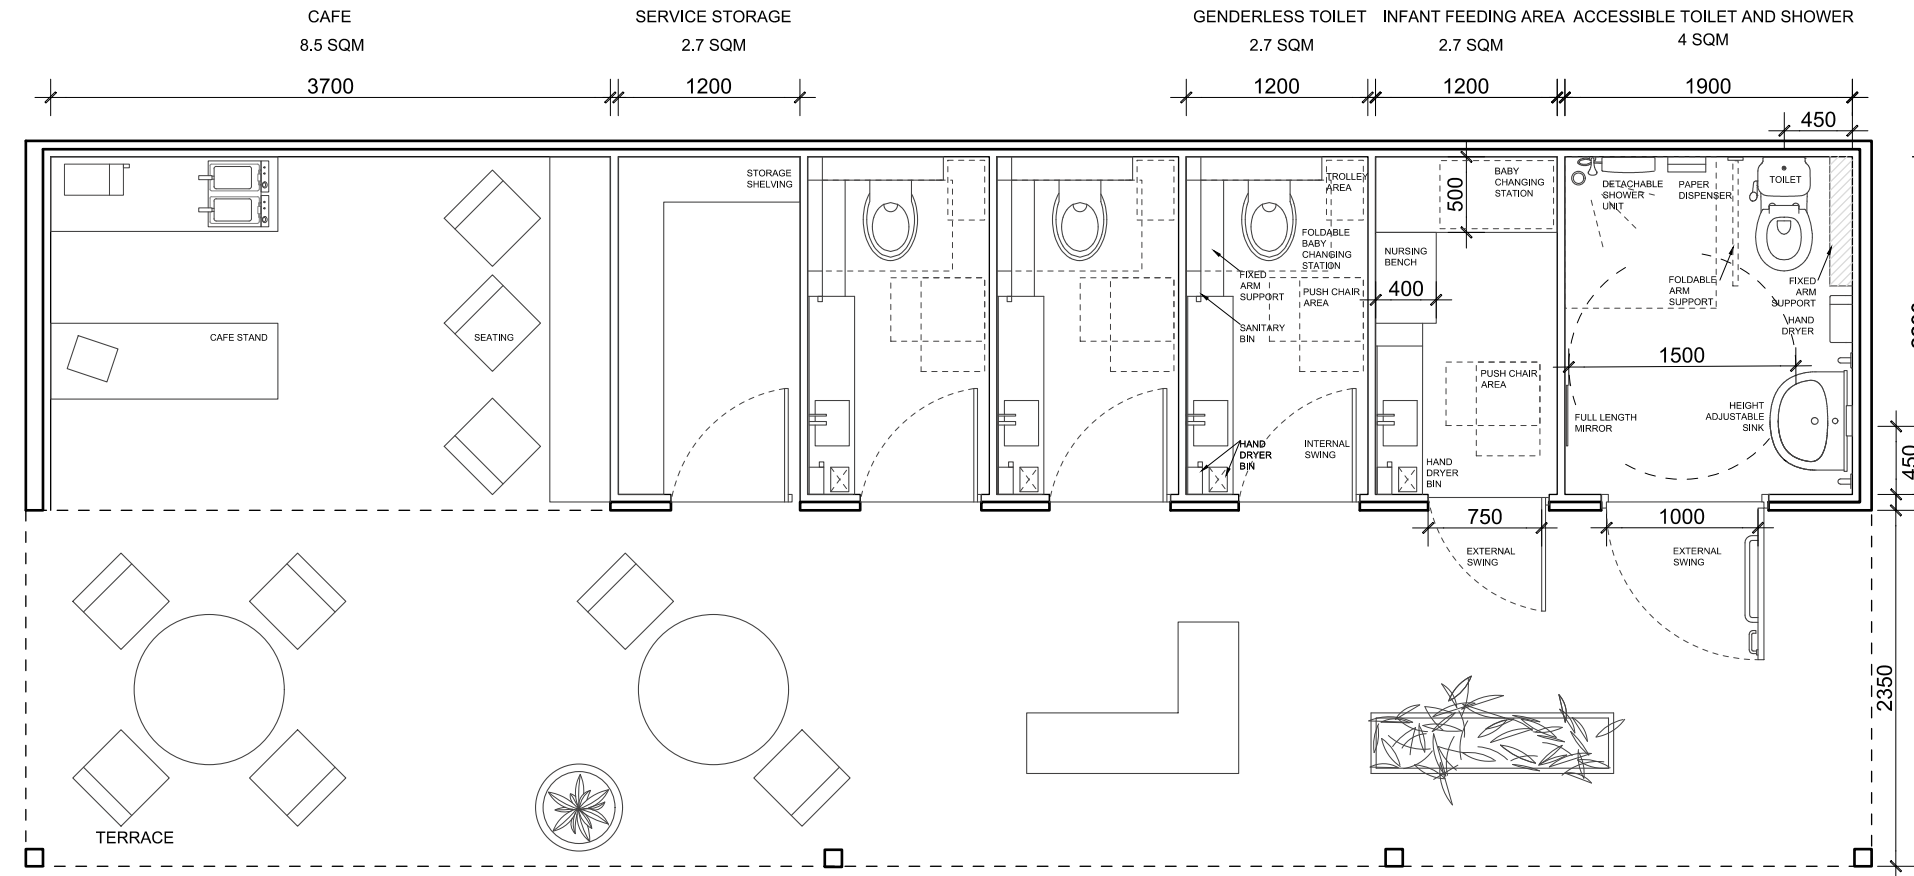 CAFE
8.5 SQM
SERVICE STORAGE
2.7 SQM
GENDERLESS TOILET
2.7 SQM
INFANT FEEDING AREA
2.7 SQM
ACCESSIBLE TOILET AND SHOWER
4 SQM
3700
1200
1200
1200
1900
450
STORAGE
SHELVING
TROLLEY
AREA
FOLDABLE
BABY
CHANGING
STATION
FIXED
ARM
SUPPORT
PUSH CHAIR
AREA
SANITARY
BIN
HAND
DRYER
BIN
INTERNAL
SWING
500
BABY
CHANGING
STATION
NURSING
BENCH
400
PUSH CHAIR
AREA
HAND
DRYER
BIN
DETACHABLE
SHOWER
UNIT
PAPER
DISPENSER
TOILET
FOLDABLE
ARM
SUPPORT
FIXED
ARM
SUPPORT
HAND
DRYER
1500
FULL LENGTH
MIRROR
HEIGHT
ADJUSTABLE
SINK
CAFE STAND
SEATING
450
750
1000
EXTERNAL
SWING
EXTERNAL
SWING
2350
TERRACE